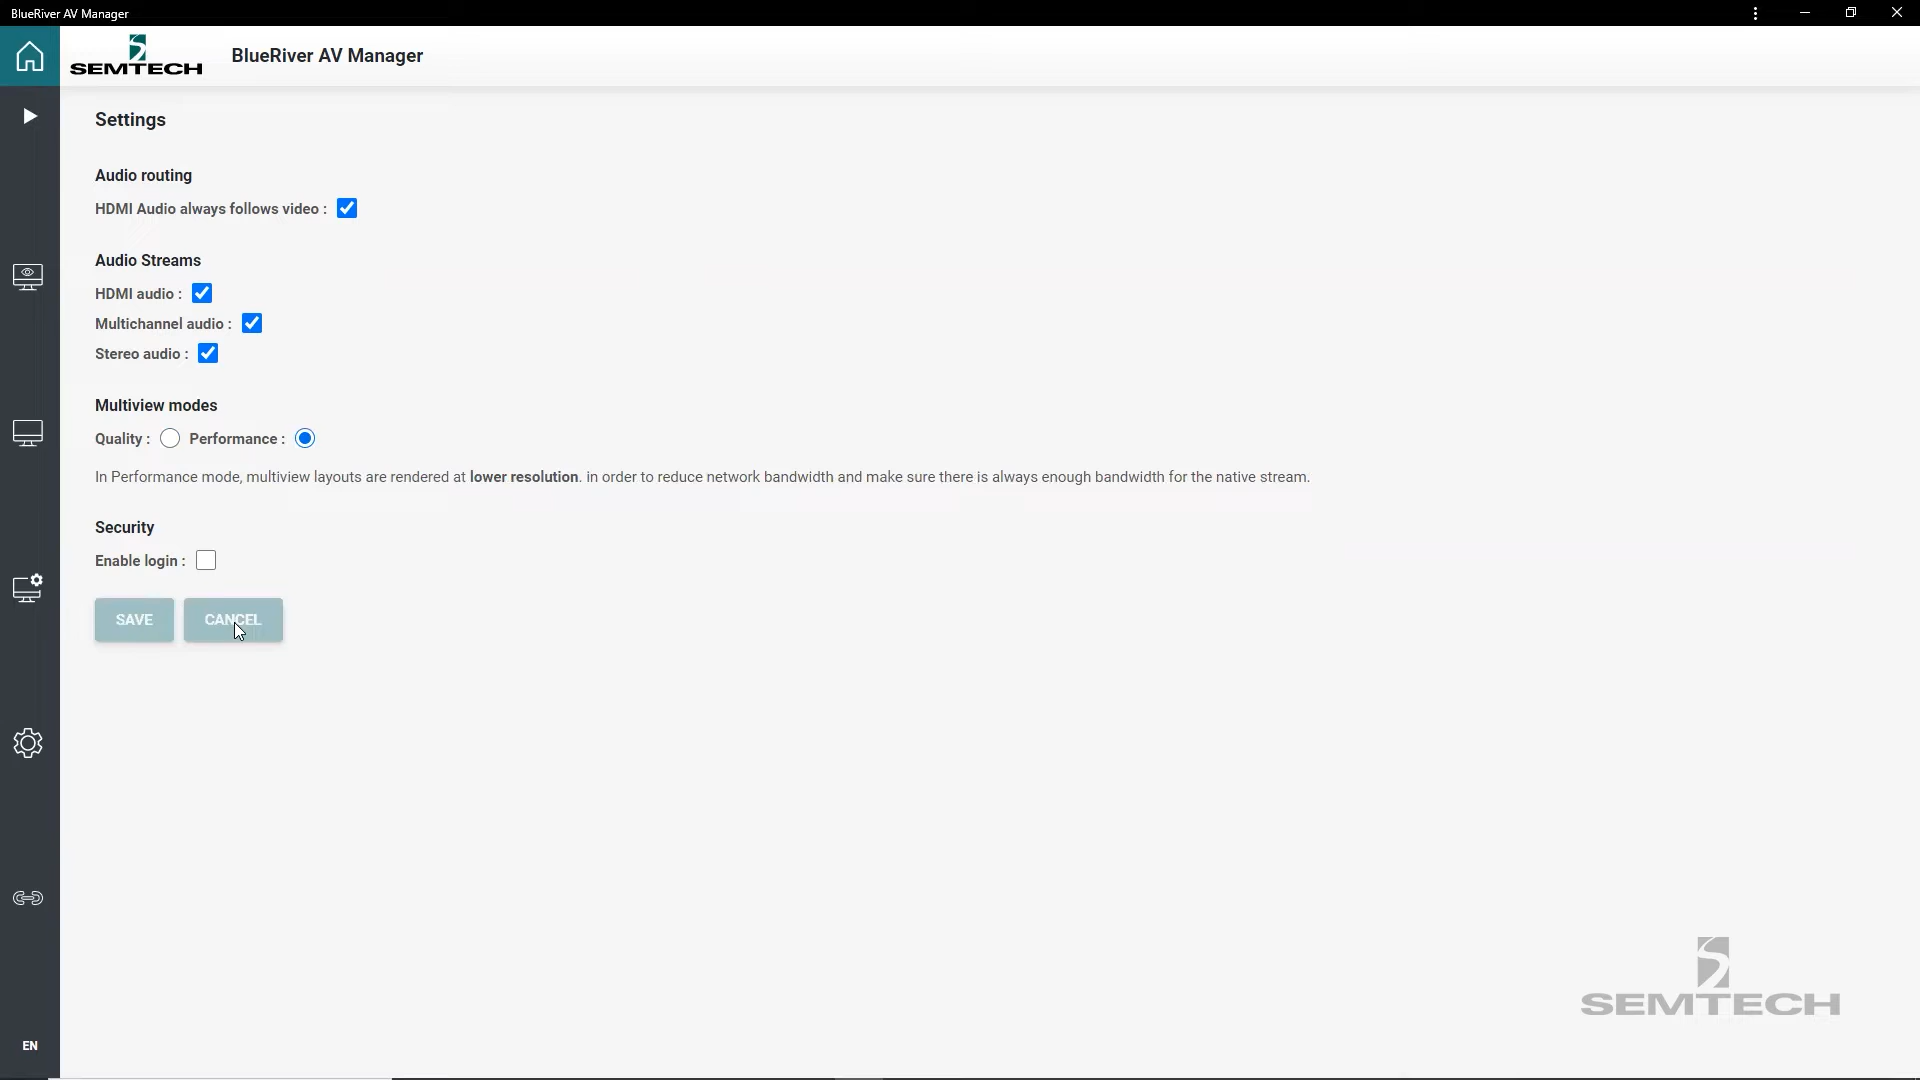 BlueRiver AV Manager
SEMTECH
BlueRiver AV Manager
Settings
Audio routing
HDMI Audio always follows video :
Audio Streams
HDMI audio :
Multichannel audio :
Stereo audio :
Multiview modes
Quality : Performance :
In Performance mode, multiview layouts are rendered at lower resolution. in order to reduce network bandwidth and make sure there is always enough bandwidth for the native stream.
Security
Enable login :
SAVE CANCEL
SEMTECH
EN